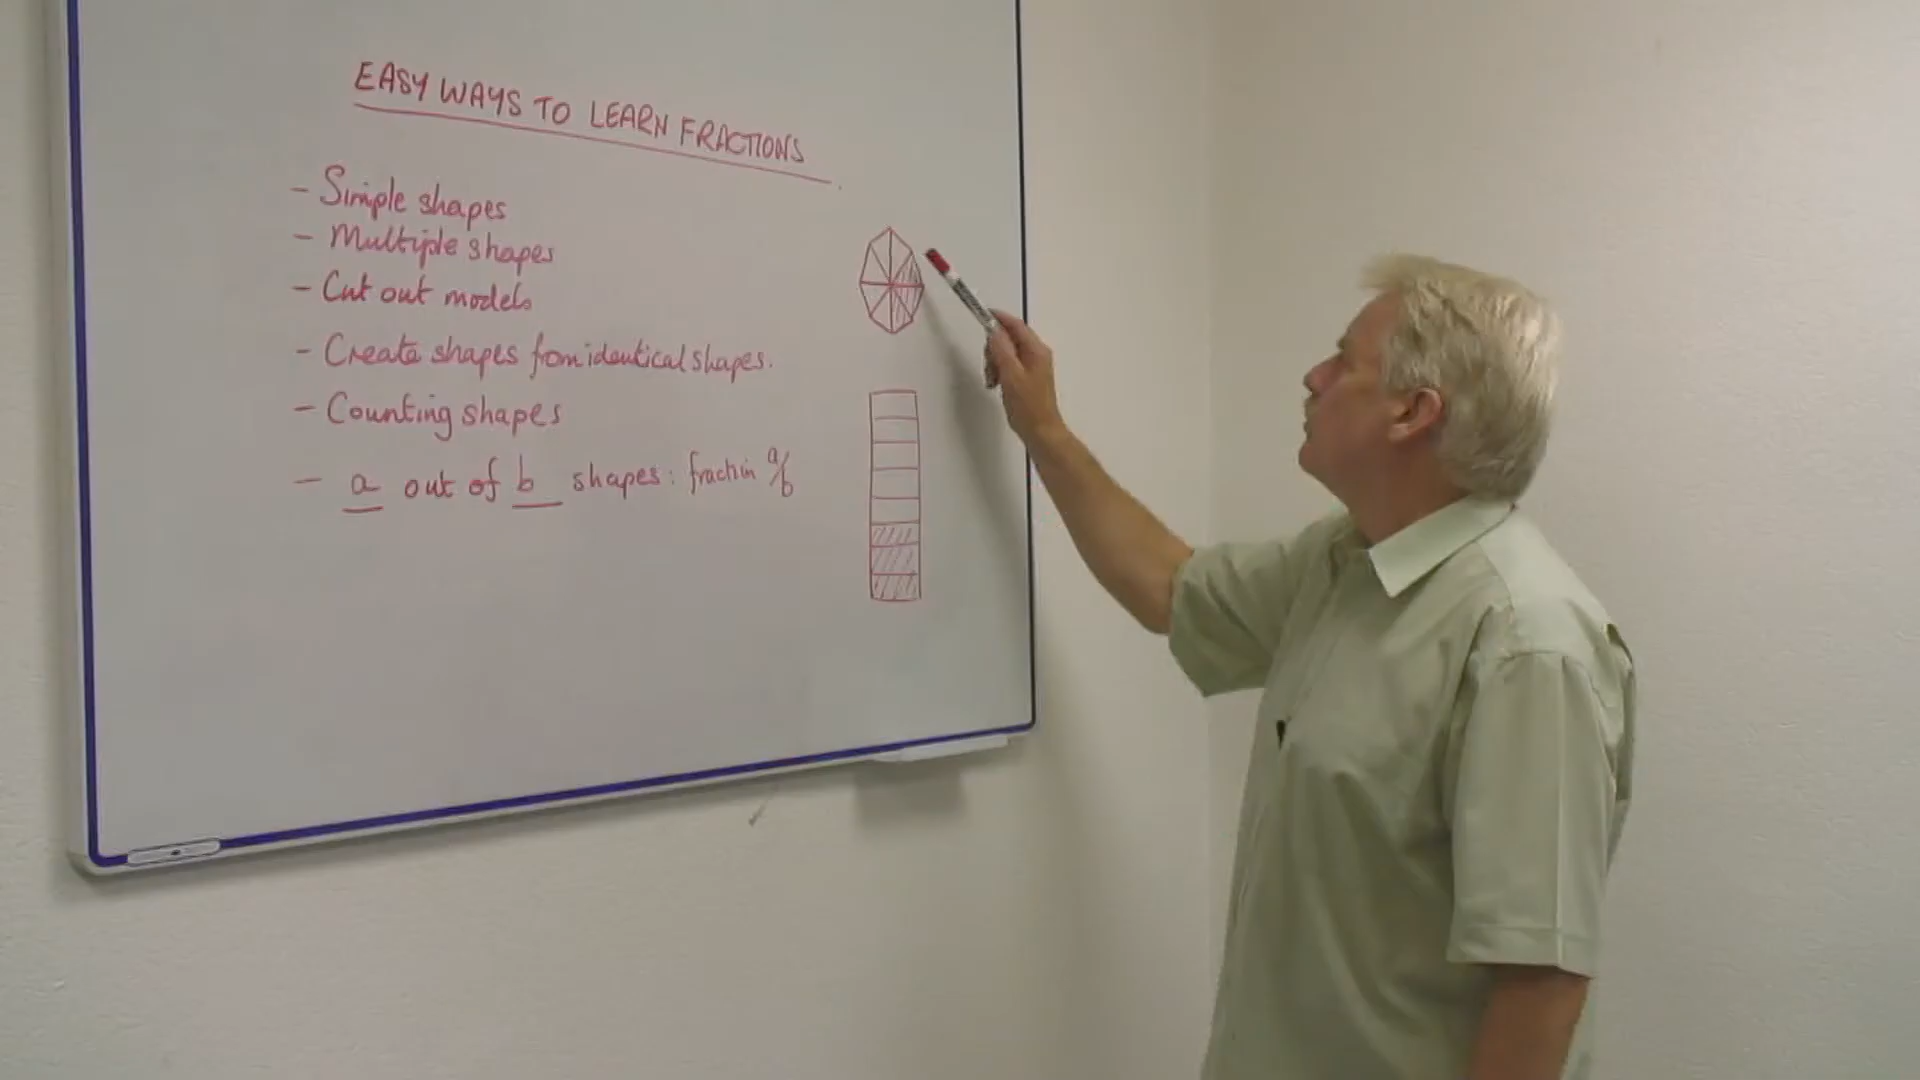 EASY WAYS TO LEARN FRACTIONS
- Simple shapes
- Multiple shapes
- Cut out models
- Create shapes from identical shapes.
- Counting shapes
- a out of b shapes: fraction a/b